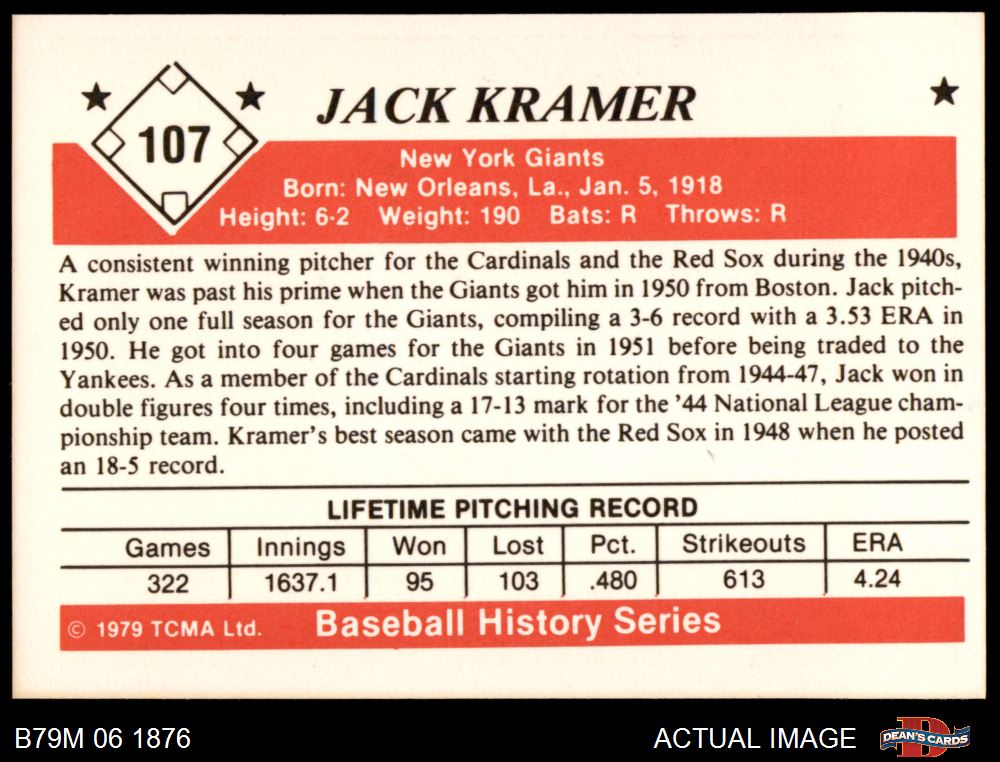 107
JACK KRAMER
New York Giants
Born: New Orleans, La., Jan. 5, 1918
Height: 6-2 Weight: 190 Bats: R Throws: R
A consistent winning pitcher for the Cardinals and the Red Sox during the 1940s,
Kramer was past his prime when the Giants got him in 1950 from Boston. Jack pitch-
ed only one full season for the Giants, compiling a 3-6 record with a 3.53 ERA in
1950. He got into four games for the Giants in 1951 before being traded to the
Yankees. As a member of the Cardinals starting rotation from 1944-47, Jack won in
double figures four times, including a 17-13 mark for the '44 National League cham-
pionship team. Kramer's best season came with the Red Sox in 1948 when he posted
an 18-5 record.
LIFETIME PITCHING RECORD
Games Innings Won Lost Pct. Strikeouts ERA
322 1637.1 95 103 .480 613 4.24
© 1979 TCMA Ltd. Baseball History Series
B79M 06 1876 ACTUAL IMAGE D DEAN'S CARDS